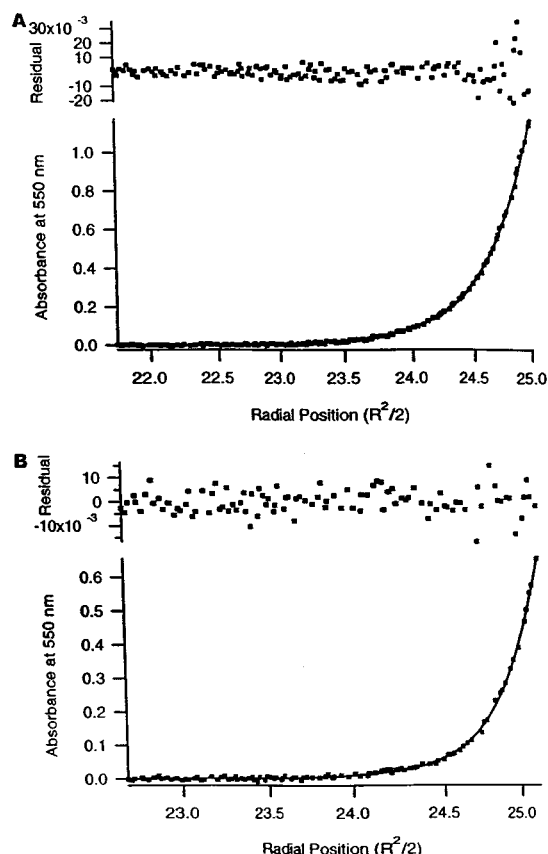 A
30x10 -3
20
10
-10
-20
Residual
1.0
0.8
0.6
0.4
0.2
0.0
Absorbance at 550 nm
22.0 22.5 23.0 23.5 24.0 24.5 25.0
Radial Position (R²/2)
B
10
0
-10x10 -3
Residual
0.6
0.5
0.4
0.3
0.2
0.1
0.0
Absorbance at 550 nm
23.0 23.5 24.0 24.5 25.0
Radial Position (R²/2)